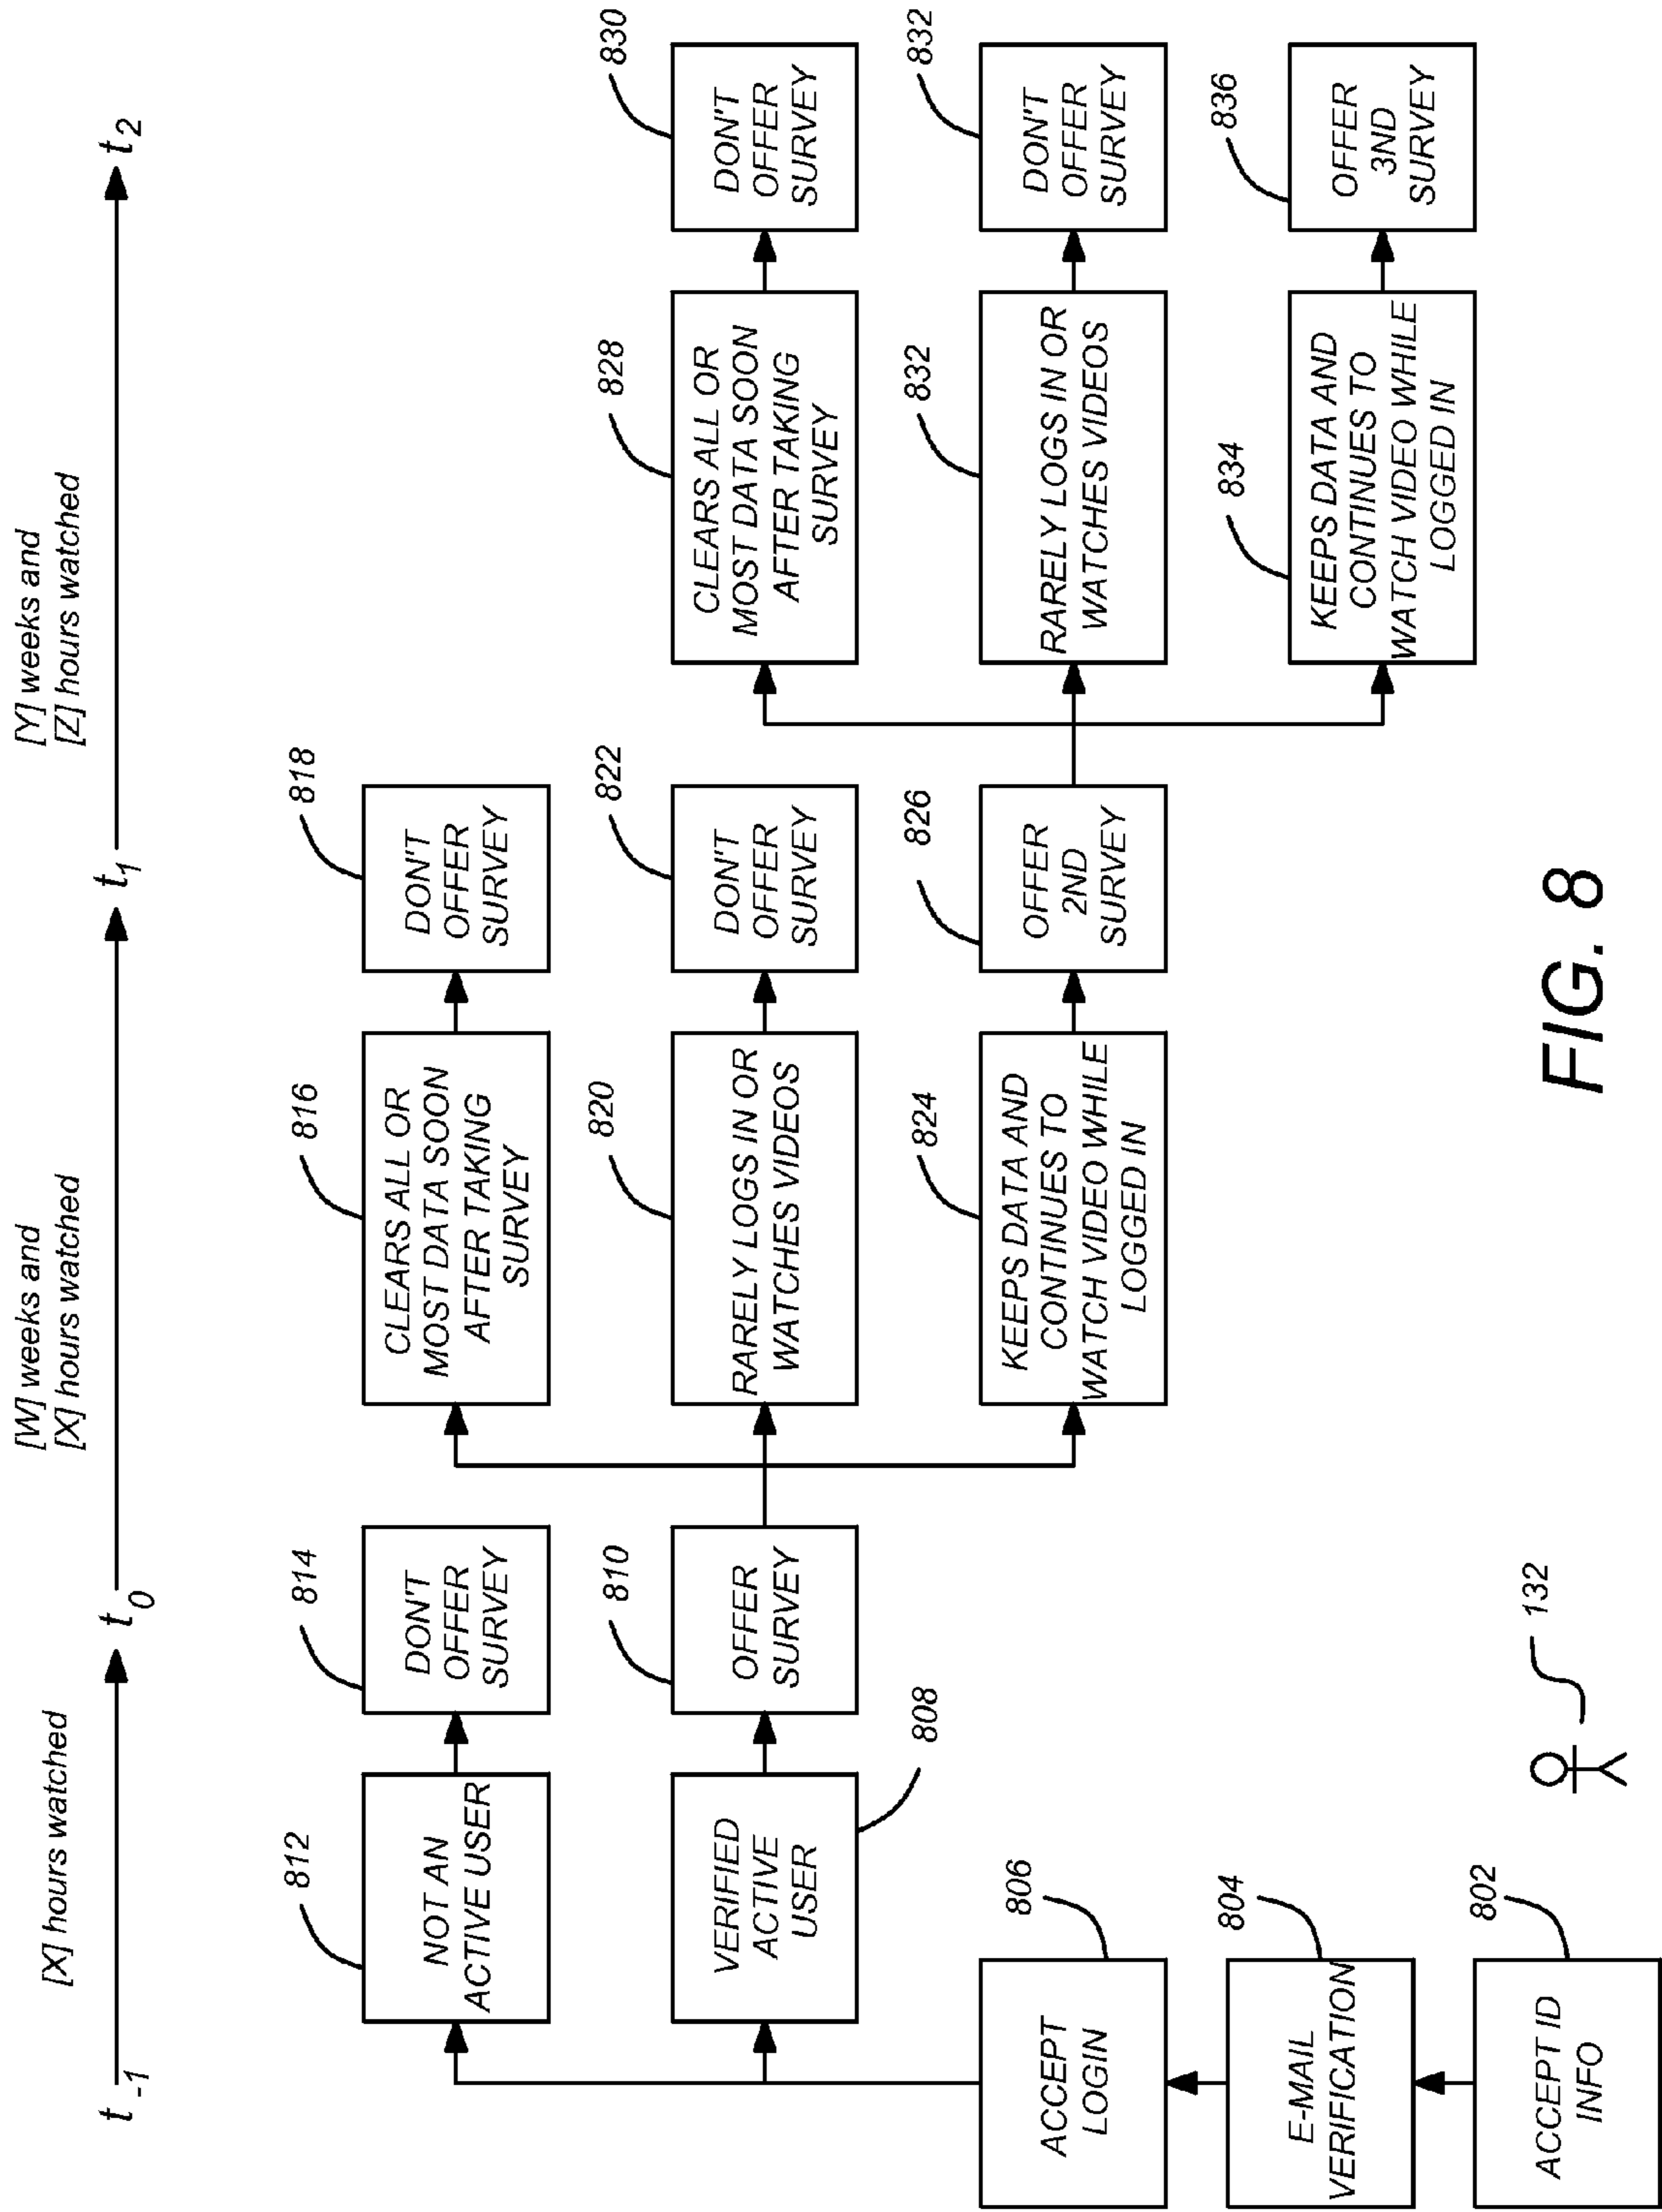 [X] hours watched
[W] weeks and
[X] hours watched
[Y] weeks and
[Z] hours watched
t-1
t0
t1
t2
812
NOT AN
ACTIVE USER
814
DON'T
OFFER
SURVEY
816
CLEARS ALL OR
MOST DATA SOON
AFTER TAKING
SURVEY
818
DON'T
OFFER
SURVEY
VERIFIED
ACTIVE
USER
808
810
OFFER
SURVEY
820
RARELY LOGS IN OR
WATCHES VIDEOS
822
DON'T
OFFER
SURVEY
828
CLEARS ALL OR
MOST DATA SOON
AFTER TAKING
SURVEY
830
DON'T
OFFER
SURVEY
806
ACCEPT
LOGIN
824
KEEPS DATA AND
CONTINUES TO
WATCH VIDEO WHILE
LOGGED IN
826
OFFER
2ND
SURVEY
832
RARELY LOGS IN OR
WATCHES VIDEOS
832
DON'T
OFFER
SURVEY
804
E-MAIL
VERIFICATION
834
KEEPS DATA AND
CONTINUES TO
WATCH VIDEO WHILE
LOGGED IN
836
OFFER
3ND
SURVEY
802
ACCEPT ID
INFO
132
FIG. 8